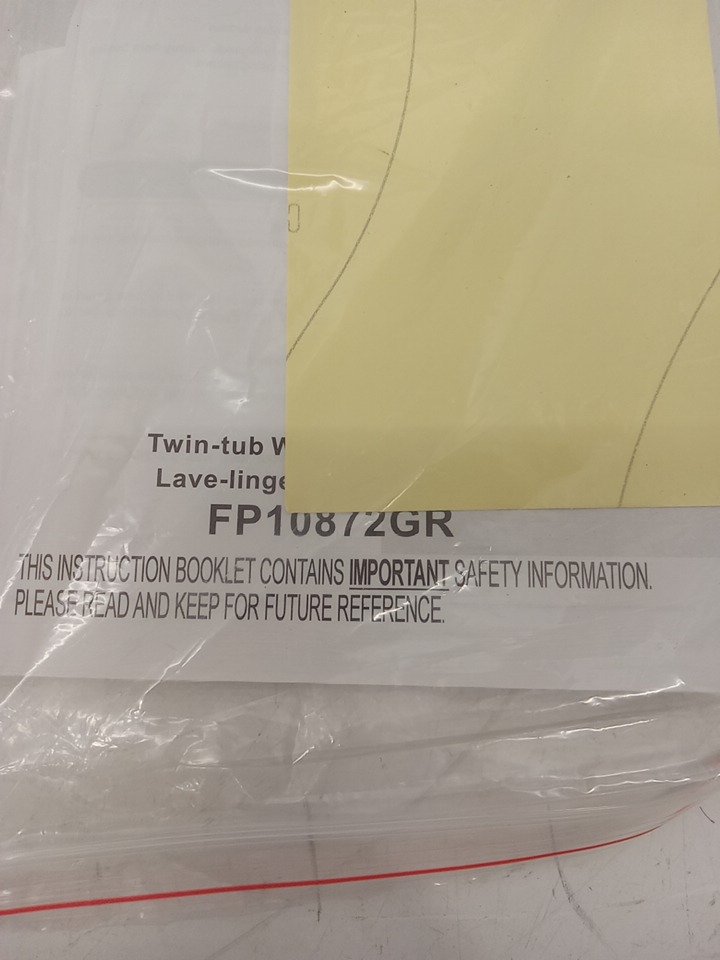 Twin-tub
Lave-linge
FP10872GR
THIS INSTRUCTION BOOKLET CONTAINS IMPORTANT SAFETY INFORMATION.
PLEASE READ AND KEEP FOR FUTURE REFERENCE.